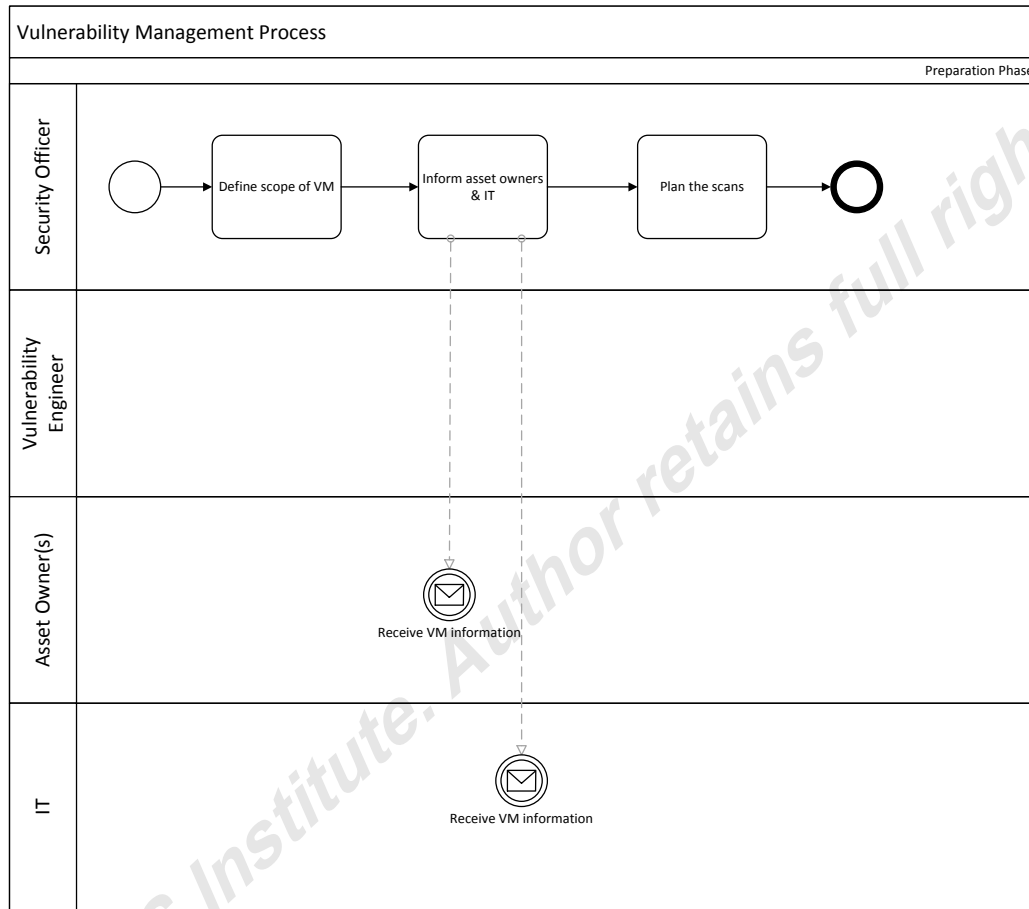 Vulnerability Management Process
Preparation Phase
Security Officer
Define scope of VM
Inform asset owners
& IT
Plan the scans
Vulnerability
Engineer
Asset Owner(s)
Receive VM information
IT
Receive VM information
Institute. Author retains full